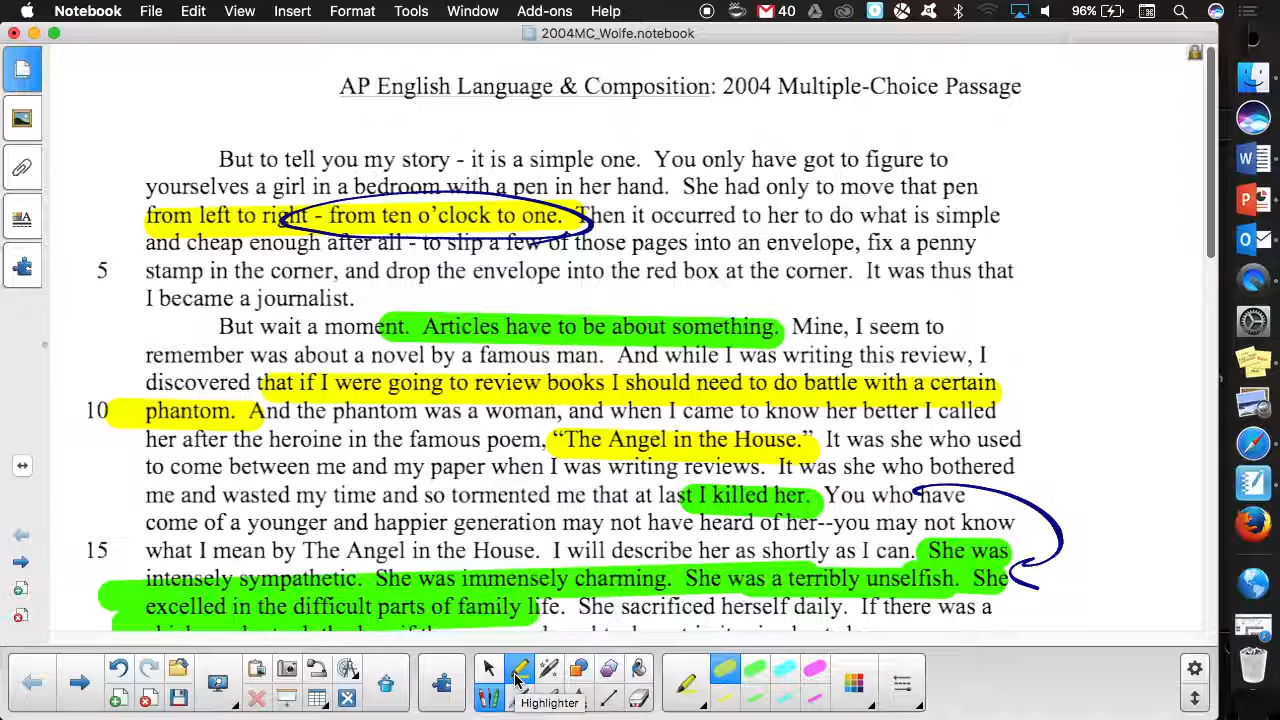 Notebook File Edit View Insert Format Tools Window Add-ons Help 40 96%
2004MC_Wolfe.notebook
AP English Language & Composition: 2004 Multiple-Choice Passage
But to tell you my story - it is a simple one. You only have got to figure to
yourselves a girl in a bedroom with a pen in her hand. She had only to move that pen
from left to right - from ten o’clock to one. Then it occurred to her to do what is simple
and cheap enough after all - to slip a few of those pages into an envelope, fix a penny
5 stamp in the corner, and drop the envelope into the red box at the corner. It was thus that
I became a journalist.
But wait a moment. Articles have to be about something. Mine, I seem to
remember was about a novel by a famous man. And while I was writing this review, I
discovered that if I were going to review books I should need to do battle with a certain
10 phantom. And the phantom was a woman, and when I came to know her better I called
her after the heroine in the famous poem, “The Angel in the House.” It was she who used
to come between me and my paper when I was writing reviews. It was she who bothered
me and wasted my time and so tormented me that at last I killed her. You who have
come of a younger and happier generation may not have heard of her--you may not know
15 what I mean by The Angel in the House. I will describe her as shortly as I can. She was
intensely sympathetic. She was immensely charming. She was a terribly unselfish. She
excelled in the difficult parts of family life. She sacrificed herself daily. If there was a
Highlighter